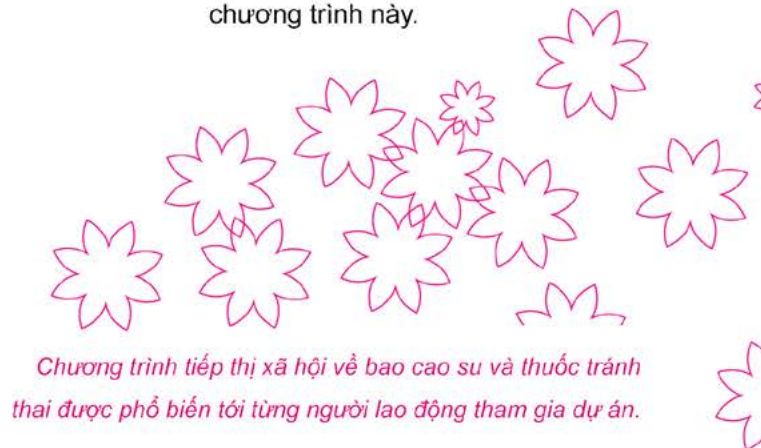 chương trình này.
Chương trình tiếp thị xã hội về bao cao su và thuốc tránh
thai được phổ biến tới từng người lao động tham gia dự án.